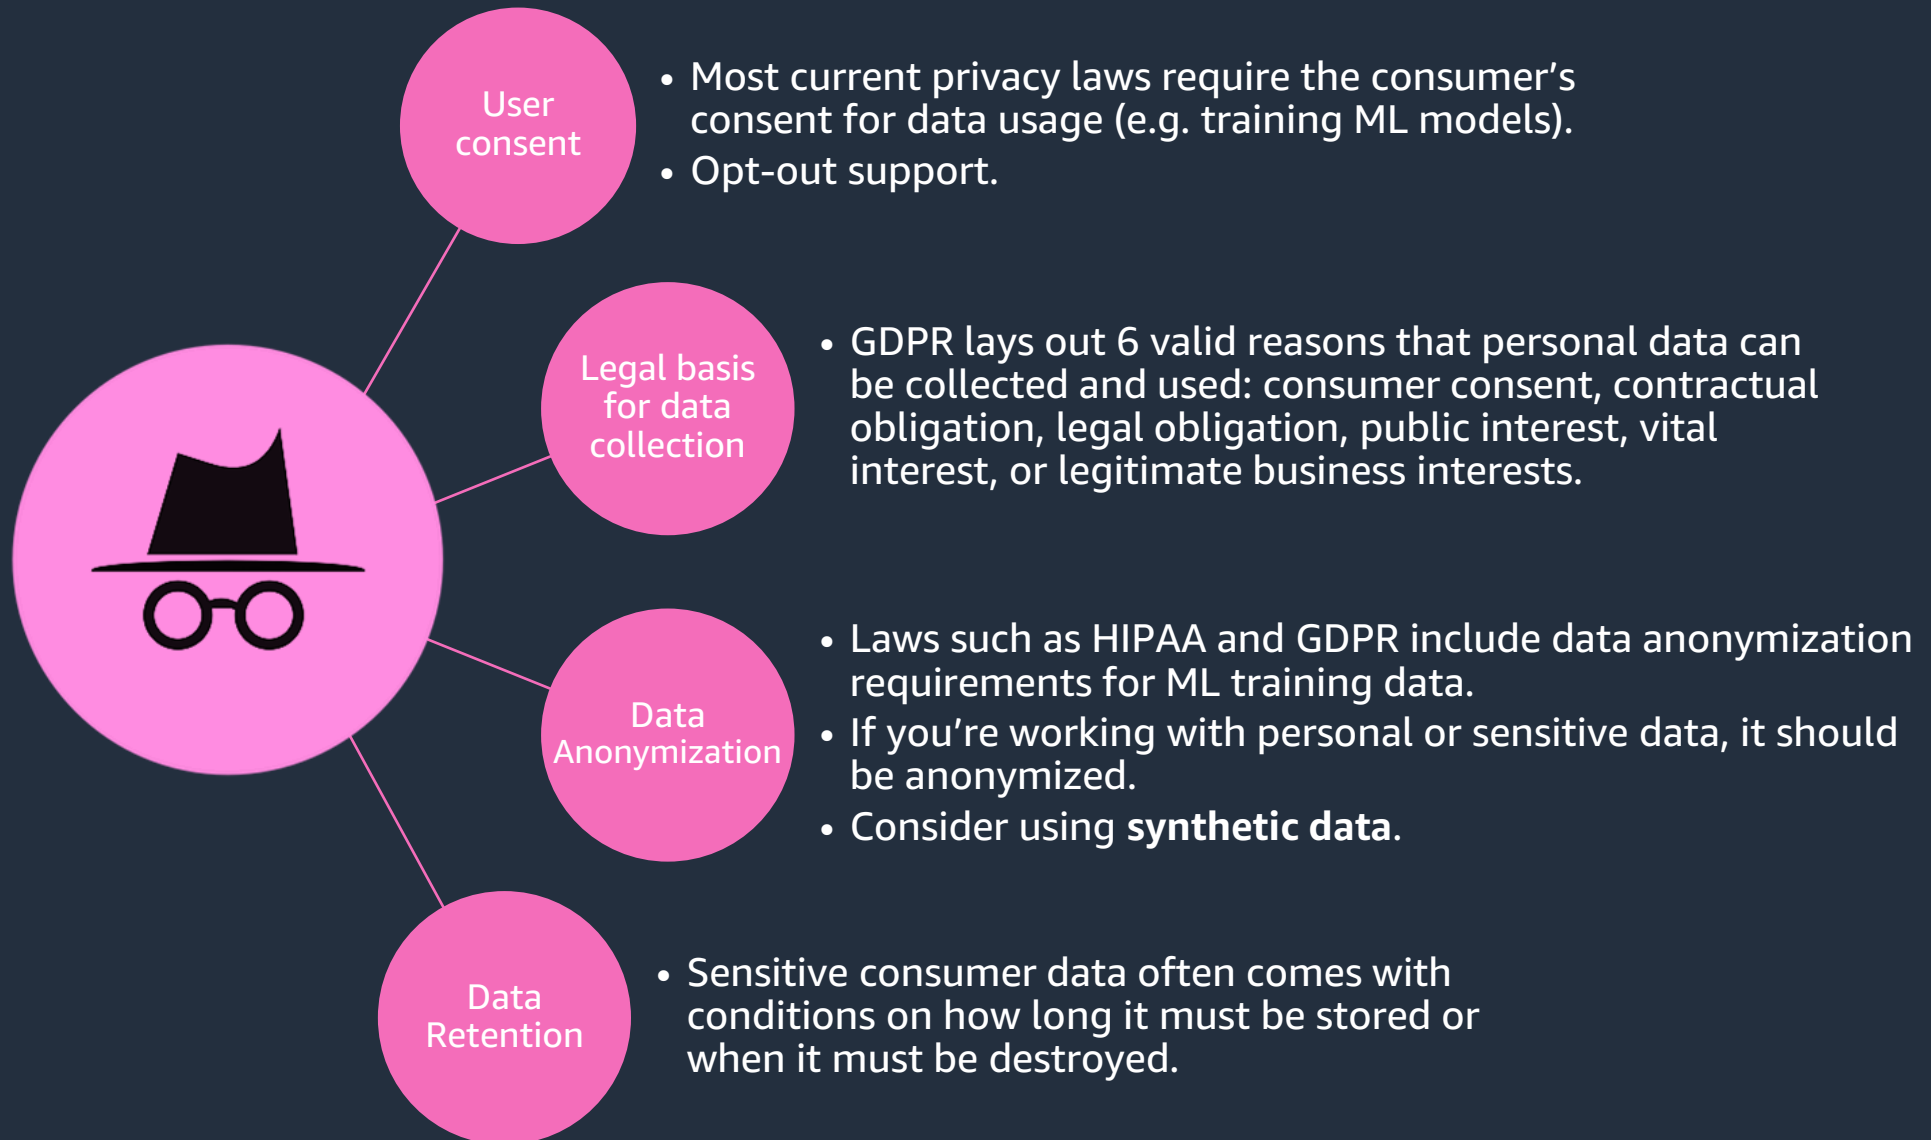 User
consent
• Most current privacy laws require the consumer’s
consent for data usage (e.g. training ML models).
• Opt-out support.
Legal basis
for data
collection
• GDPR lays out 6 valid reasons that personal data can
be collected and used: consumer consent, contractual
obligation, legal obligation, public interest, vital
interest, or legitimate business interests.
Data
Anonymization
• Laws such as HIPAA and GDPR include data anonymization
requirements for ML training data.
• If you’re working with personal or sensitive data, it should
be anonymized.
• Consider using synthetic data.
Data
Retention
• Sensitive consumer data often comes with
conditions on how long it must be stored or
when it must be destroyed.